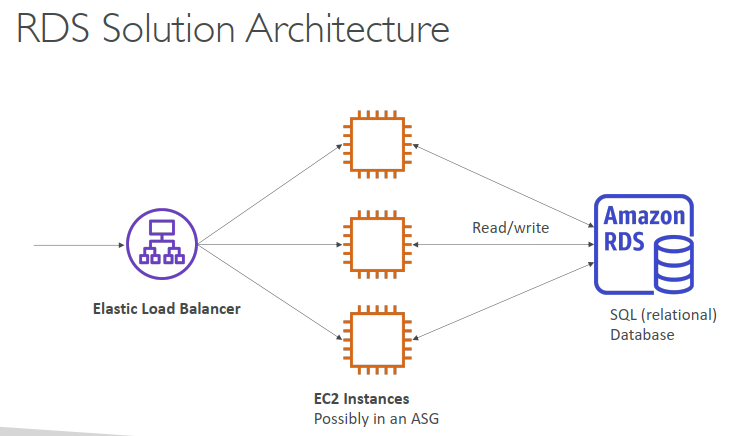 RDS Solution Architecture
Read/write
Amazon
RDS
Elastic Load Balancer
SQL (relational)
Database
EC2 Instances
Possibly in an ASG